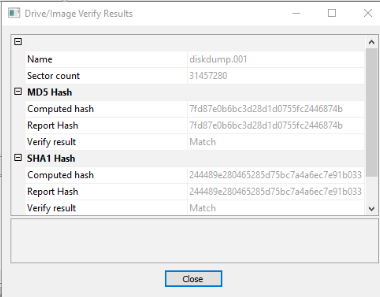 Drive/Image Verify Results
Name diskdump.001
Sector count 31457280
MD5 Hash
Computed hash 7fd87e0b6bc3d28d1d0755fc2446874b
Report Hash 7fd87e0b6bc3d28d1d0755fc2446874b
Verify result Match
SHA1 Hash
Computed hash 244489e280465285d75bc7a4a6ec7e91b033
Report Hash 244489e280465285d75bc7a4a6ec7e91b033
Verify result Match
Close